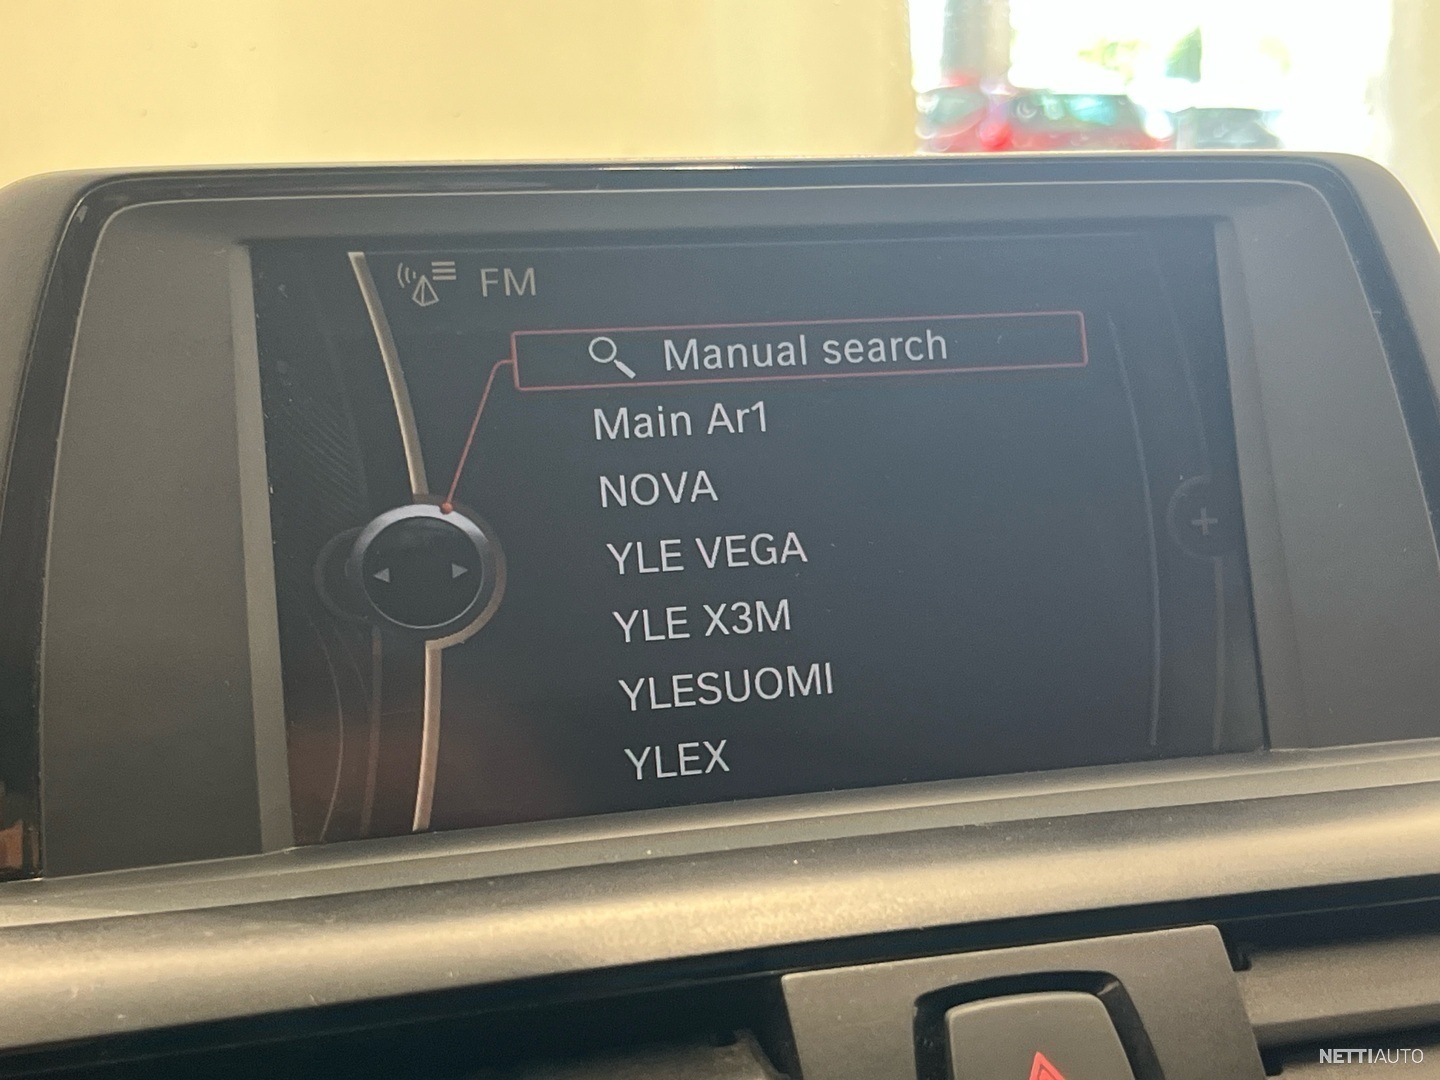 FM
Manual search
Main Ar1
NOVA
YLE VEGA
YLE X3M
YLESUOMI
YLEX
NETTIAUTO